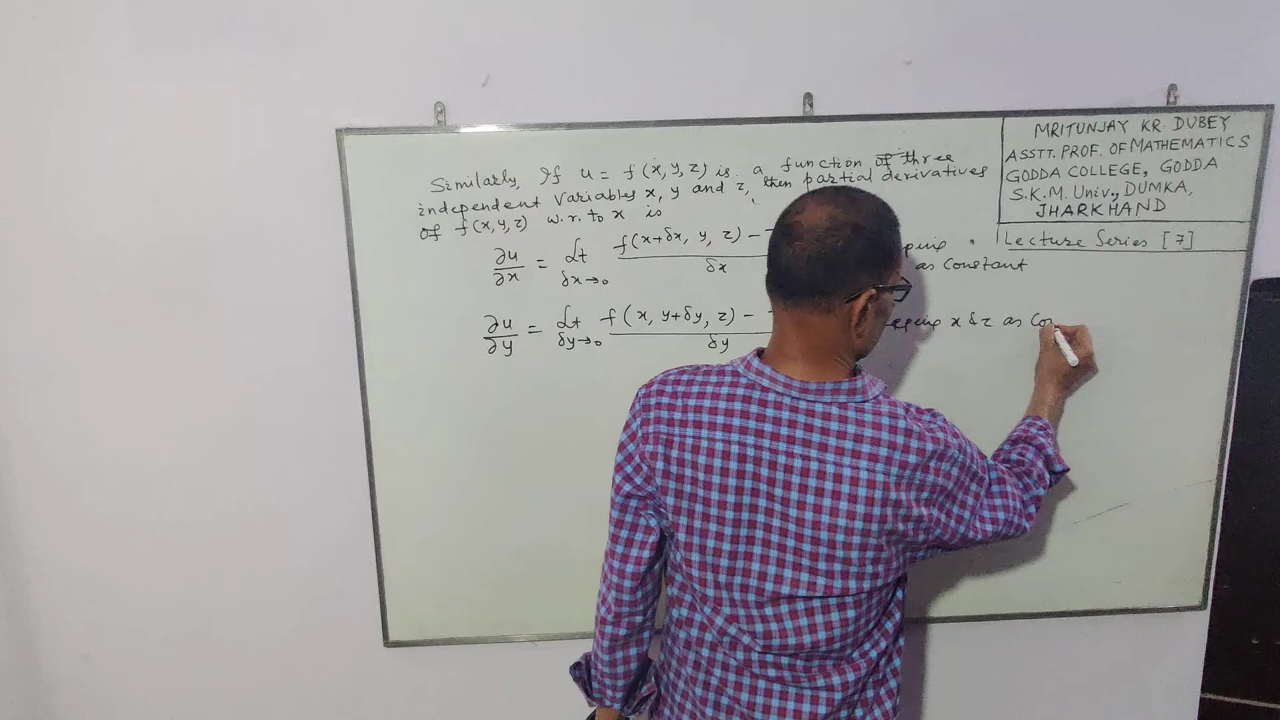 Similarly, If u = f(x,y,z) is a function of three
independent variables x, y and z, then partial derivatives
of f(x,y,z) w.r.to x is
∂u/∂x = Lt δx→0 f(x+δx, y, z) − / δx
as constant
∂u/∂y = Lt δy→0 f(x, y+δy, z) − / δy x & z as Co
MRITUNJAY KR. DUBEY
ASSTT. PROF. OF MATHEMATICS
GODDA COLLEGE, GODDA
S.K.M. Univ., DUMKA,
JHARKHAND
Lecture Series [7]